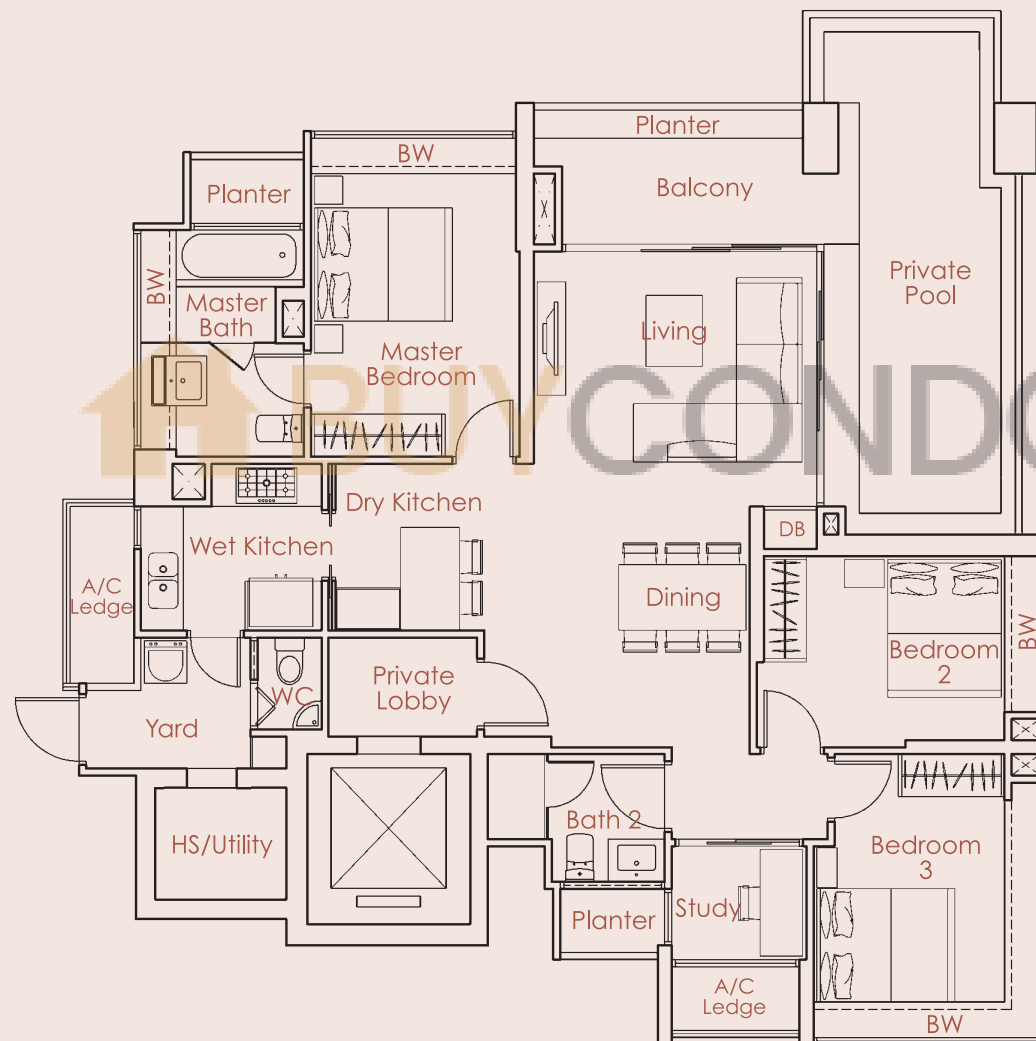 Planter
BW
Planter
Balcony
BW
Private
Pool
Master
Bath
Living
Master
Bedroom
BUYCONDO
Dry Kitchen
DB
Wet Kitchen
A/C
Ledge
Dining
BW
Bedroom
2
Private
Lobby
WC
Yard
Bath 2
HS/Utility
Bedroom
3
Study
Planter
A/C
Ledge
BW